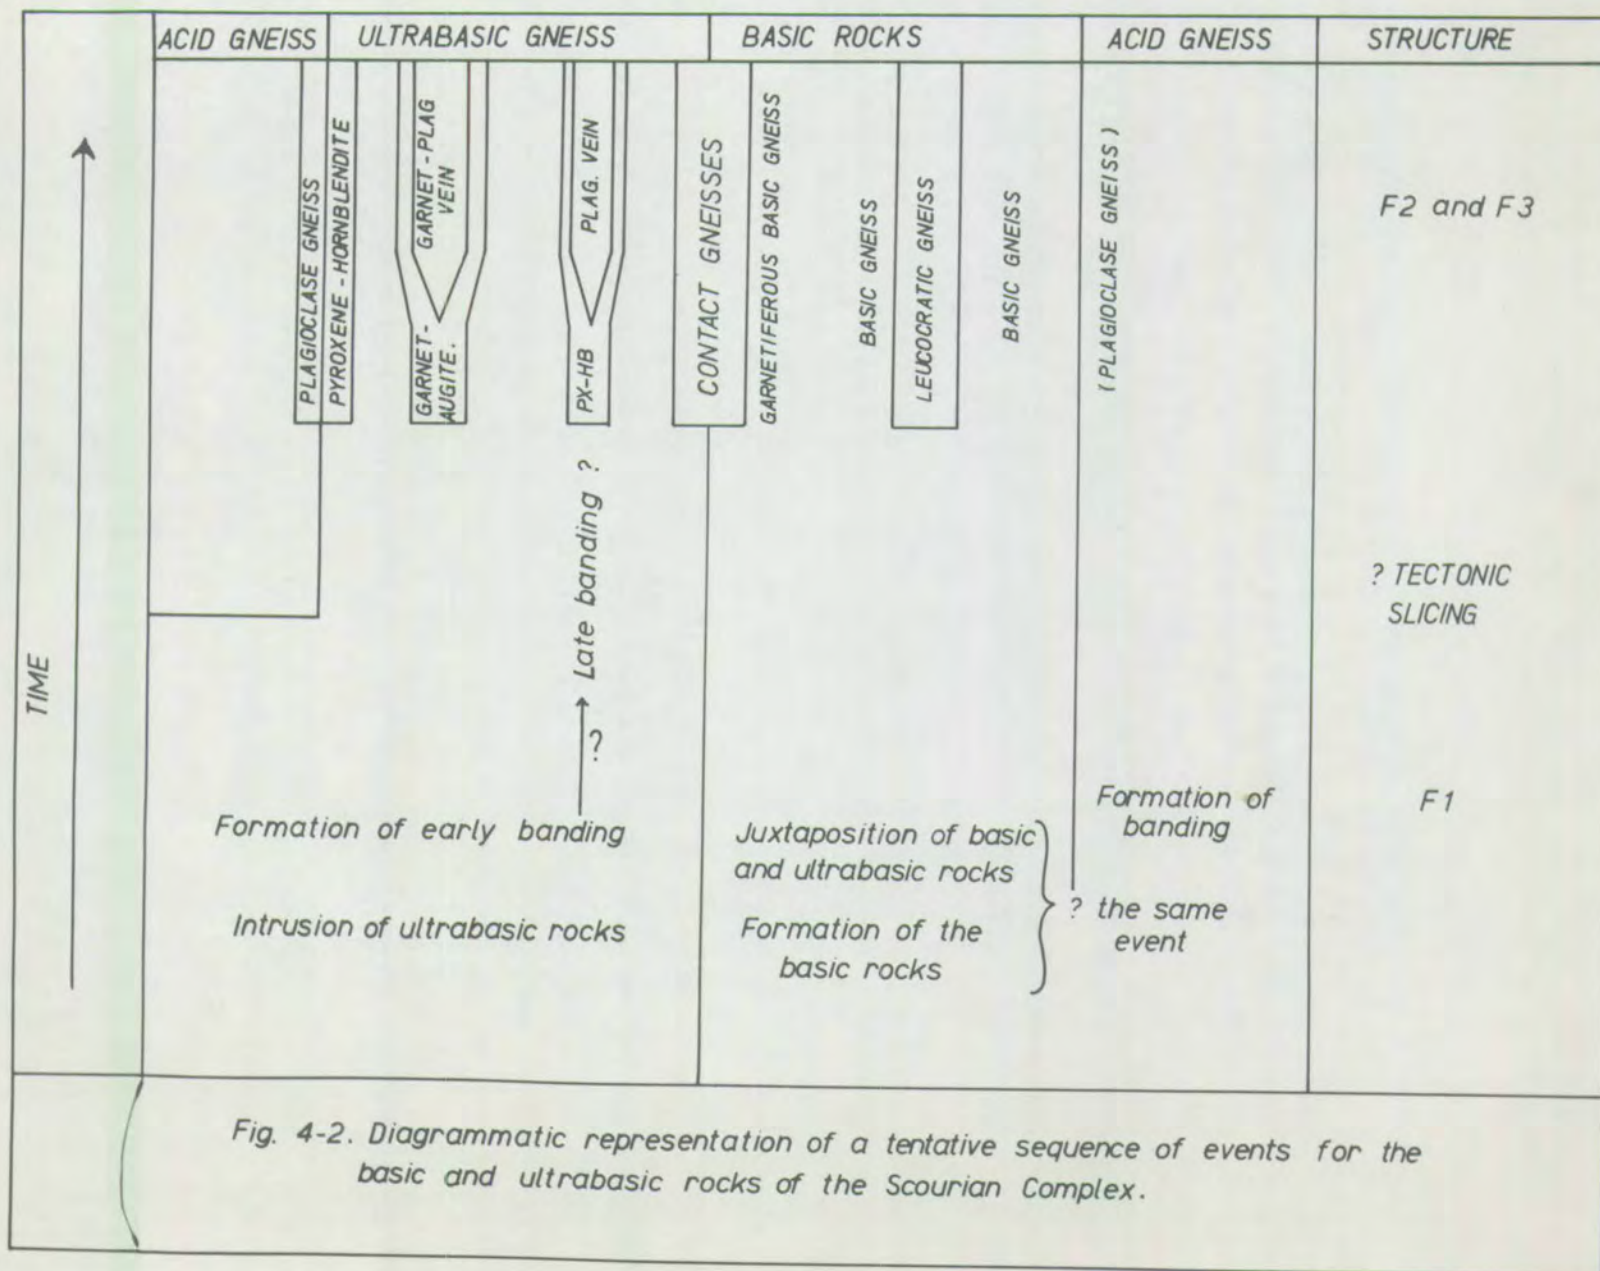 ACID GNEISS
ULTRABASIC GNEISS
BASIC ROCKS
ACID GNEISS
STRUCTURE
TIME
PLAGIOCLASE GNEISS
PYROXENE - HORNBLENDITE
GARNET - PLAG
VEIN
GARNET-
AUGITE.
PLAG. VEIN
PX-HB
CONTACT GNEISSES
GARNETIFEROUS BASIC GNEISS
BASIC GNEISS
LEUCOCRATIC GNEISS
BASIC GNEISS
(PLAGIOCLASE GNEISS)
F2 and F3
Late banding ?
? TECTONIC
SLICING
?
Formation of early banding
Intrusion of ultrabasic rocks
Juxtaposition of basic
and ultrabasic rocks
Formation of the
basic rocks
Formation of
banding
? the same
event
F1
Fig. 4-2. Diagrammatic representation of a tentative sequence of events for the
basic and ultrabasic rocks of the Scourian Complex.